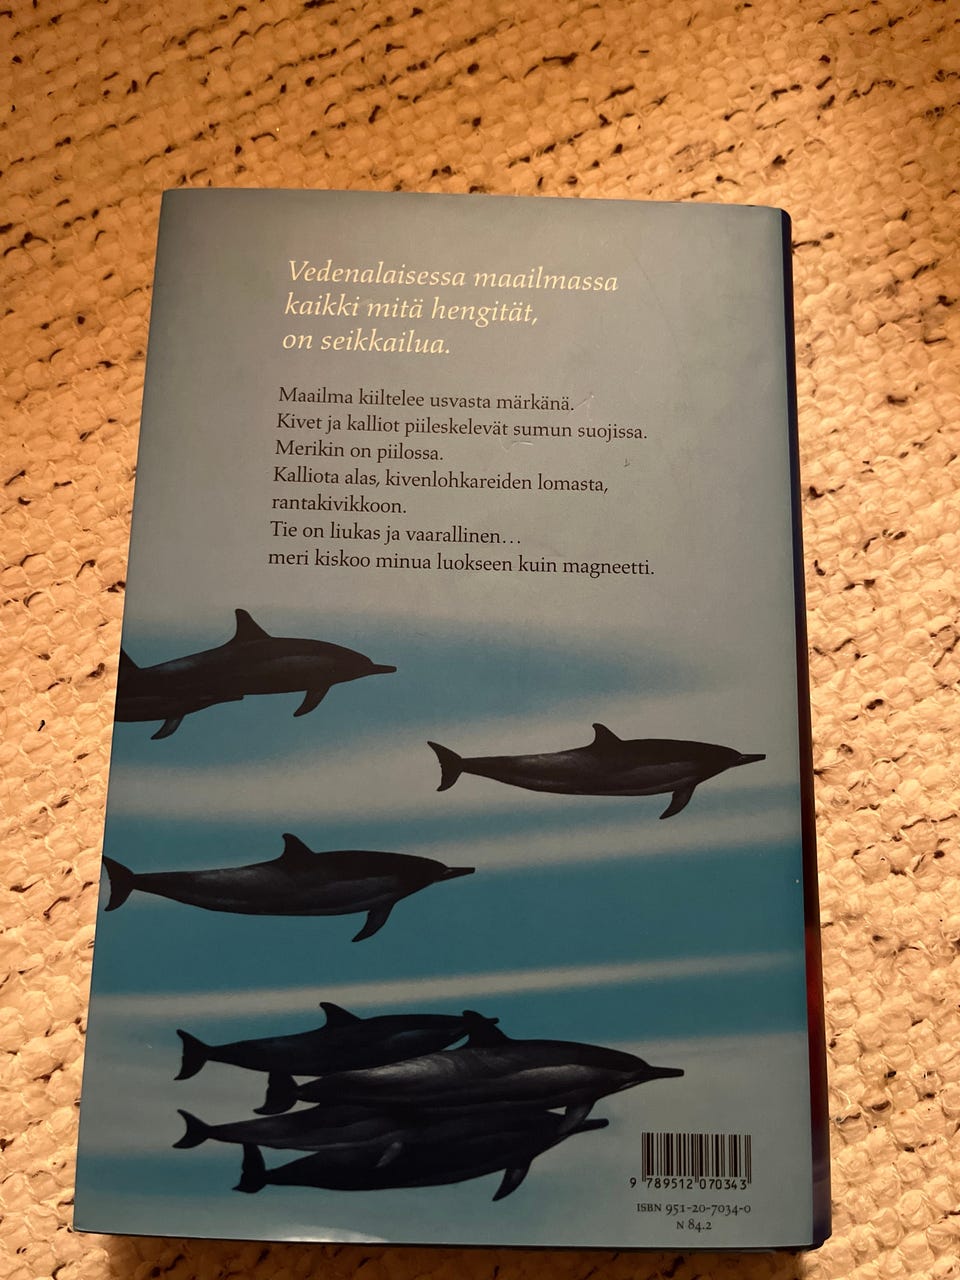 Vedenalaisessa maailmassa
kaikki mitä hengität,
on seikkailua.
Maailma kiiltelee usvasta märkänä.
Kivet ja kalliot piileskelevät sumun suojissa.
Merikin on piilossa.
Kalliota alas, kivenlohkareiden lomasta,
rantakivikkoon.
Tie on liukas ja vaarallinen…
meri kiskoo minua luokseen kuin magneetti.
9 789512 070343
ISBN 951-20-7034-0
N 84.2